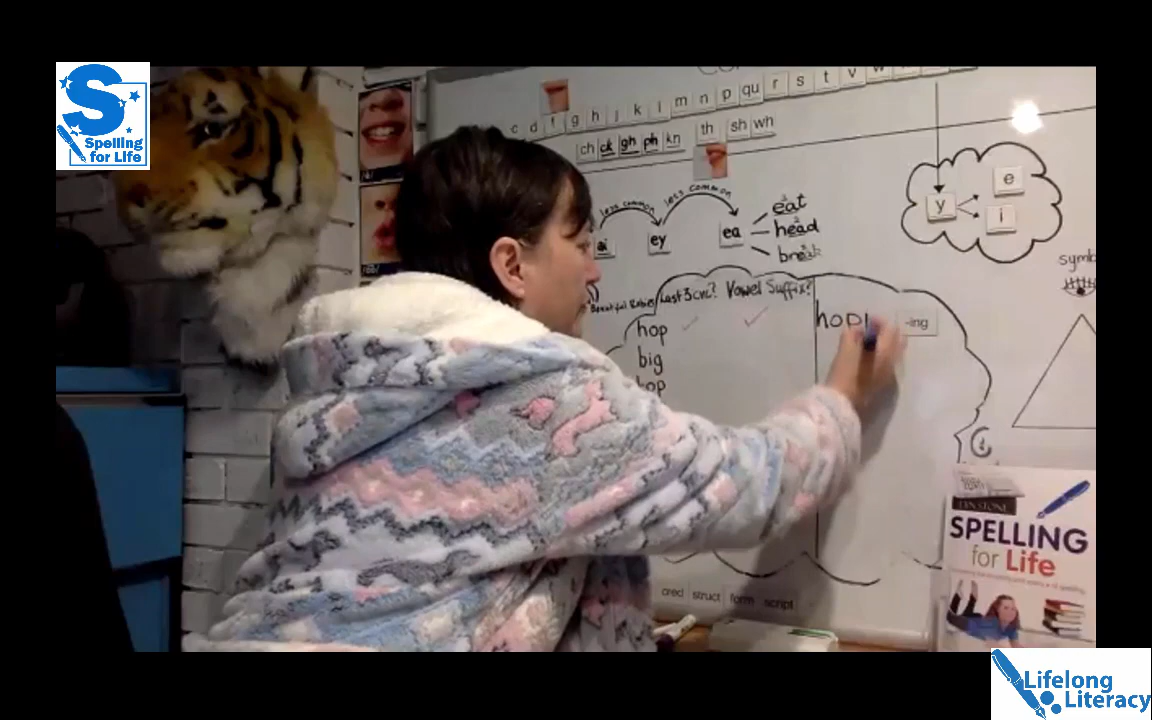 S
Spelling
for Life
c d f g h j k l m n p qu r s t v w
ch ck gh ph kn th sh wh
less common
less common
ai ey ea
eat
head
break
y e i
symb
Beautiful Babies
Last 3 cvc? Vowel Suffix?
hop
big
hop -ing
SPELLING
for Life
cred struct form script
Lifelong
Literacy